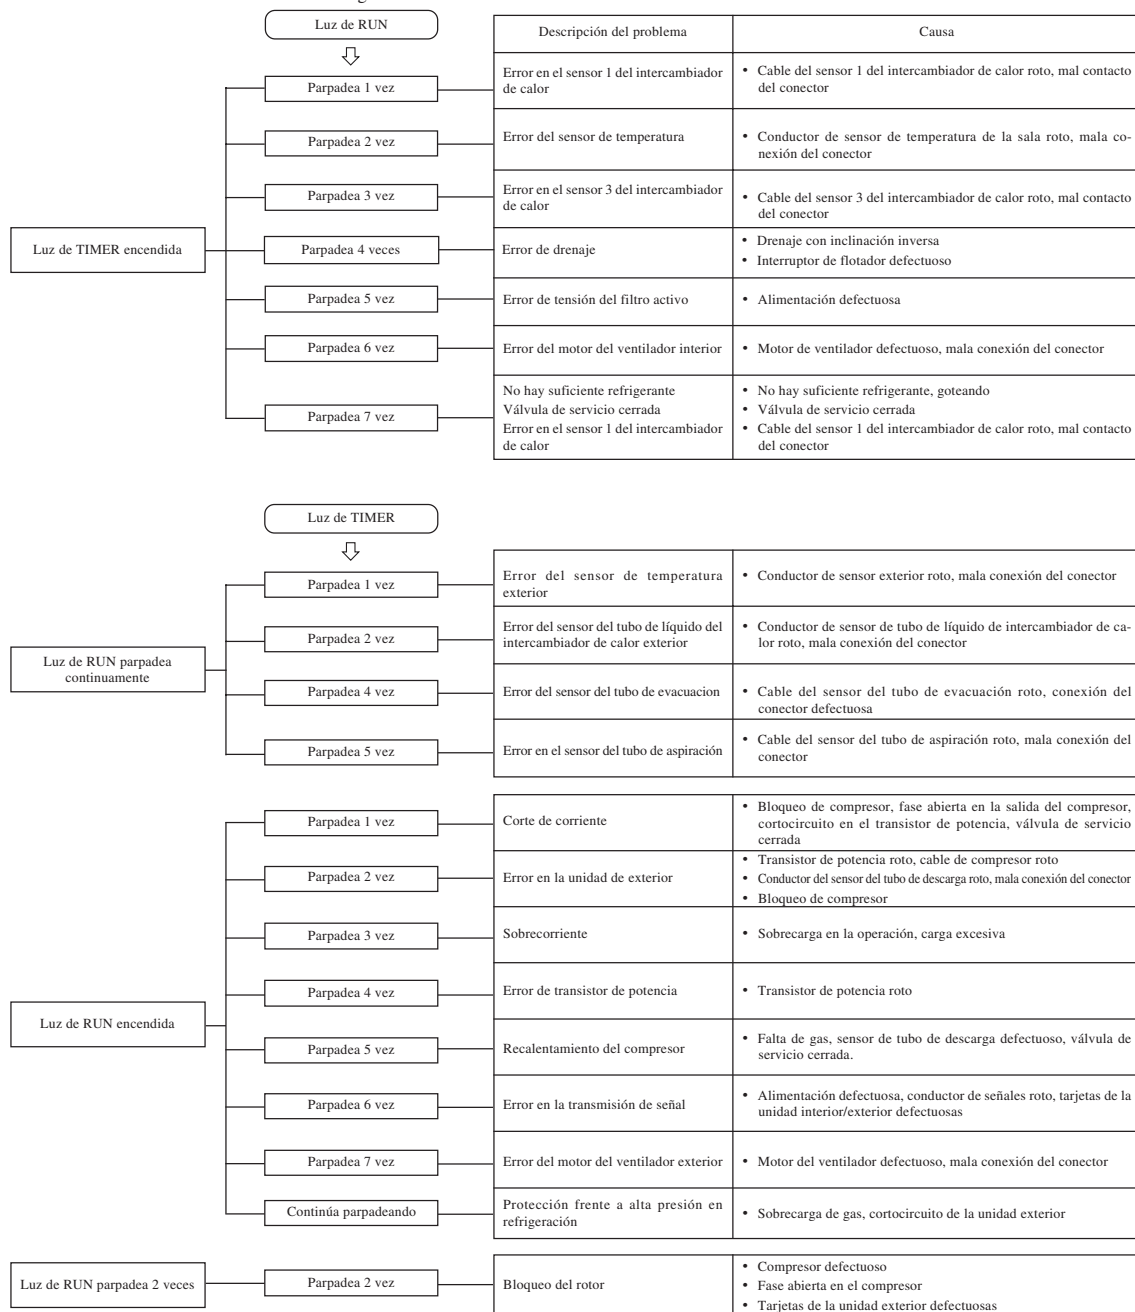 Luz de RUN
Descripción del problema
Causa
Parpadea 1 vez
Error en el sensor 1 del intercambiador
de calor
• Cable del sensor 1 del intercambiador de calor roto, mal contacto
del conector
Parpadea 2 vez
Error del sensor de temperatura
• Conductor de sensor de temperatura de la sala roto, mala co-
nexión del conector
Parpadea 3 vez
Error en el sensor 3 del intercambiador
de calor
• Cable del sensor 3 del intercambiador de calor roto, mal contacto
del conector
Luz de TIMER encendida
Parpadea 4 veces
Error de drenaje
• Drenaje con inclinación inversa
• Interruptor de flotador defectuoso
Parpadea 5 vez
Error de tensión del filtro activo
• Alimentación defectuosa
Parpadea 6 vez
Error del motor del ventilador interior
• Motor de ventilador defectuoso, mala conexión del conector
Parpadea 7 vez
No hay suficiente refrigerante
Válvula de servicio cerrada
Error en el sensor 1 del intercambiador
de calor
• No hay suficiente refrigerante, goteando
• Válvula de servicio cerrada
• Cable del sensor 1 del intercambiador de calor roto, mal contacto
del conector
Luz de TIMER
Parpadea 1 vez
Error del sensor de temperatura
exterior
• Conductor de sensor exterior roto, mala conexión del conector
Parpadea 2 vez
Error del sensor del tubo de líquido del
intercambiador de calor exterior
• Conductor de sensor de tubo de líquido de intercambiador de ca-
lor roto, mala conexión del conector
Luz de RUN parpadea
continuamente
Parpadea 4 vez
Error del sensor del tubo de evacuacion
• Cable del sensor del tubo de evacuación roto, conexión del
conector defectuosa
Parpadea 5 vez
Error en el sensor del tubo de aspiración
• Cable del sensor del tubo de aspiración roto, mala conexión del
conector
Parpadea 1 vez
Corte de corriente
• Bloqueo de compresor, fase abierta en la salida del compresor,
cortocircuito en el transistor de potencia, válvula de servicio
cerrada
Parpadea 2 vez
Error en la unidad de exterior
• Transistor de potencia roto, cable de compresor roto
• Conductor del sensor del tubo de descarga roto, mala conexión del conector
• Bloqueo de compresor
Parpadea 3 vez
Sobrecorriente
• Sobrecarga en la operación, carga excesiva
Parpadea 4 vez
Error de transistor de potencia
• Transistor de potencia roto
Luz de RUN encendida
Parpadea 5 vez
Recalentamiento del compresor
• Falta de gas, sensor de tubo de descarga defectuoso, válvula de
servicio cerrada.
Parpadea 6 vez
Error en la transmisión de señal
• Alimentación defectuosa, conductor de señales roto, tarjetas de la
unidad interior/exterior defectuosas
Parpadea 7 vez
Error del motor del ventilador exterior
• Motor del ventilador defectuoso, mala conexión del conector
Continúa parpadeando
Protección frente a alta presión en
refrigeración
• Sobrecarga de gas, cortocircuito de la unidad exterior
Luz de RUN parpadea 2 veces
Parpadea 2 vez
Bloqueo del rotor
• Compresor defectuoso
• Fase abierta en el compresor
• Tarjetas de la unidad exterior defectuosas